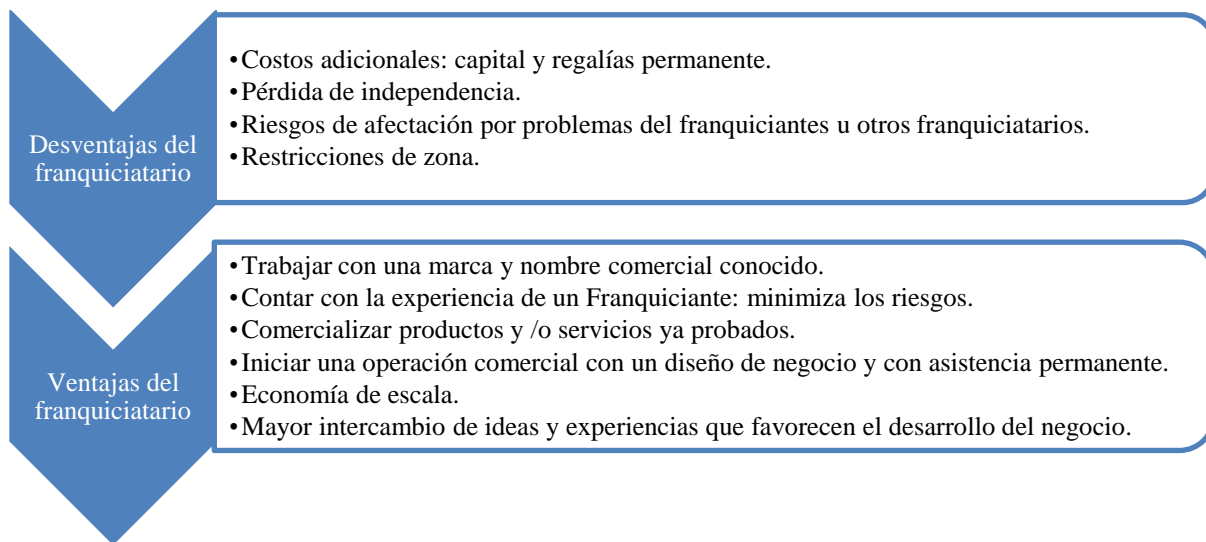 Desventajas del
franquiciatario
•Costos adicionales: capital y regalías permanente.
•Pérdida de independencia.
•Riesgos de afectación por problemas del franquiciantes u otros franquiciatarios.
•Restricciones de zona.
Ventajas del
franquiciatario
•Trabajar con una marca y nombre comercial conocido.
•Contar con la experiencia de un Franquiciante: minimiza los riesgos.
•Comercializar productos y /o servicios ya probados.
•Iniciar una operación comercial con un diseño de negocio y con asistencia permanente.
•Economía de escala.
•Mayor intercambio de ideas y experiencias que favorecen el desarrollo del negocio.